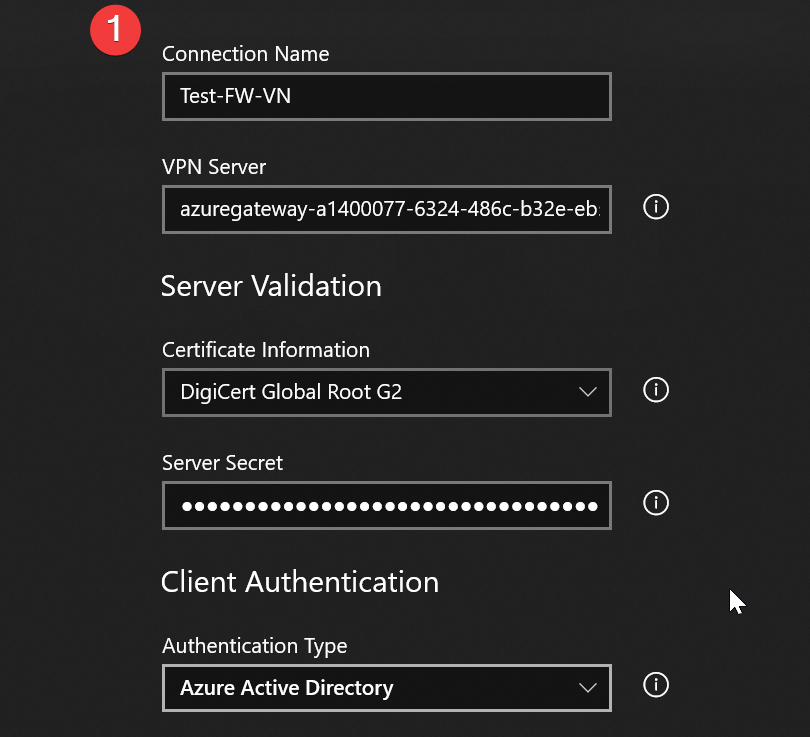 1
Connection Name
Test-FW-VN
VPN Server
azuregateway-a1400077-6324-486c-b32e-eb
Server Validation
Certificate Information
DigiCert Global Root G2
Server Secret
Client Authentication
Authentication Type
Azure Active Directory